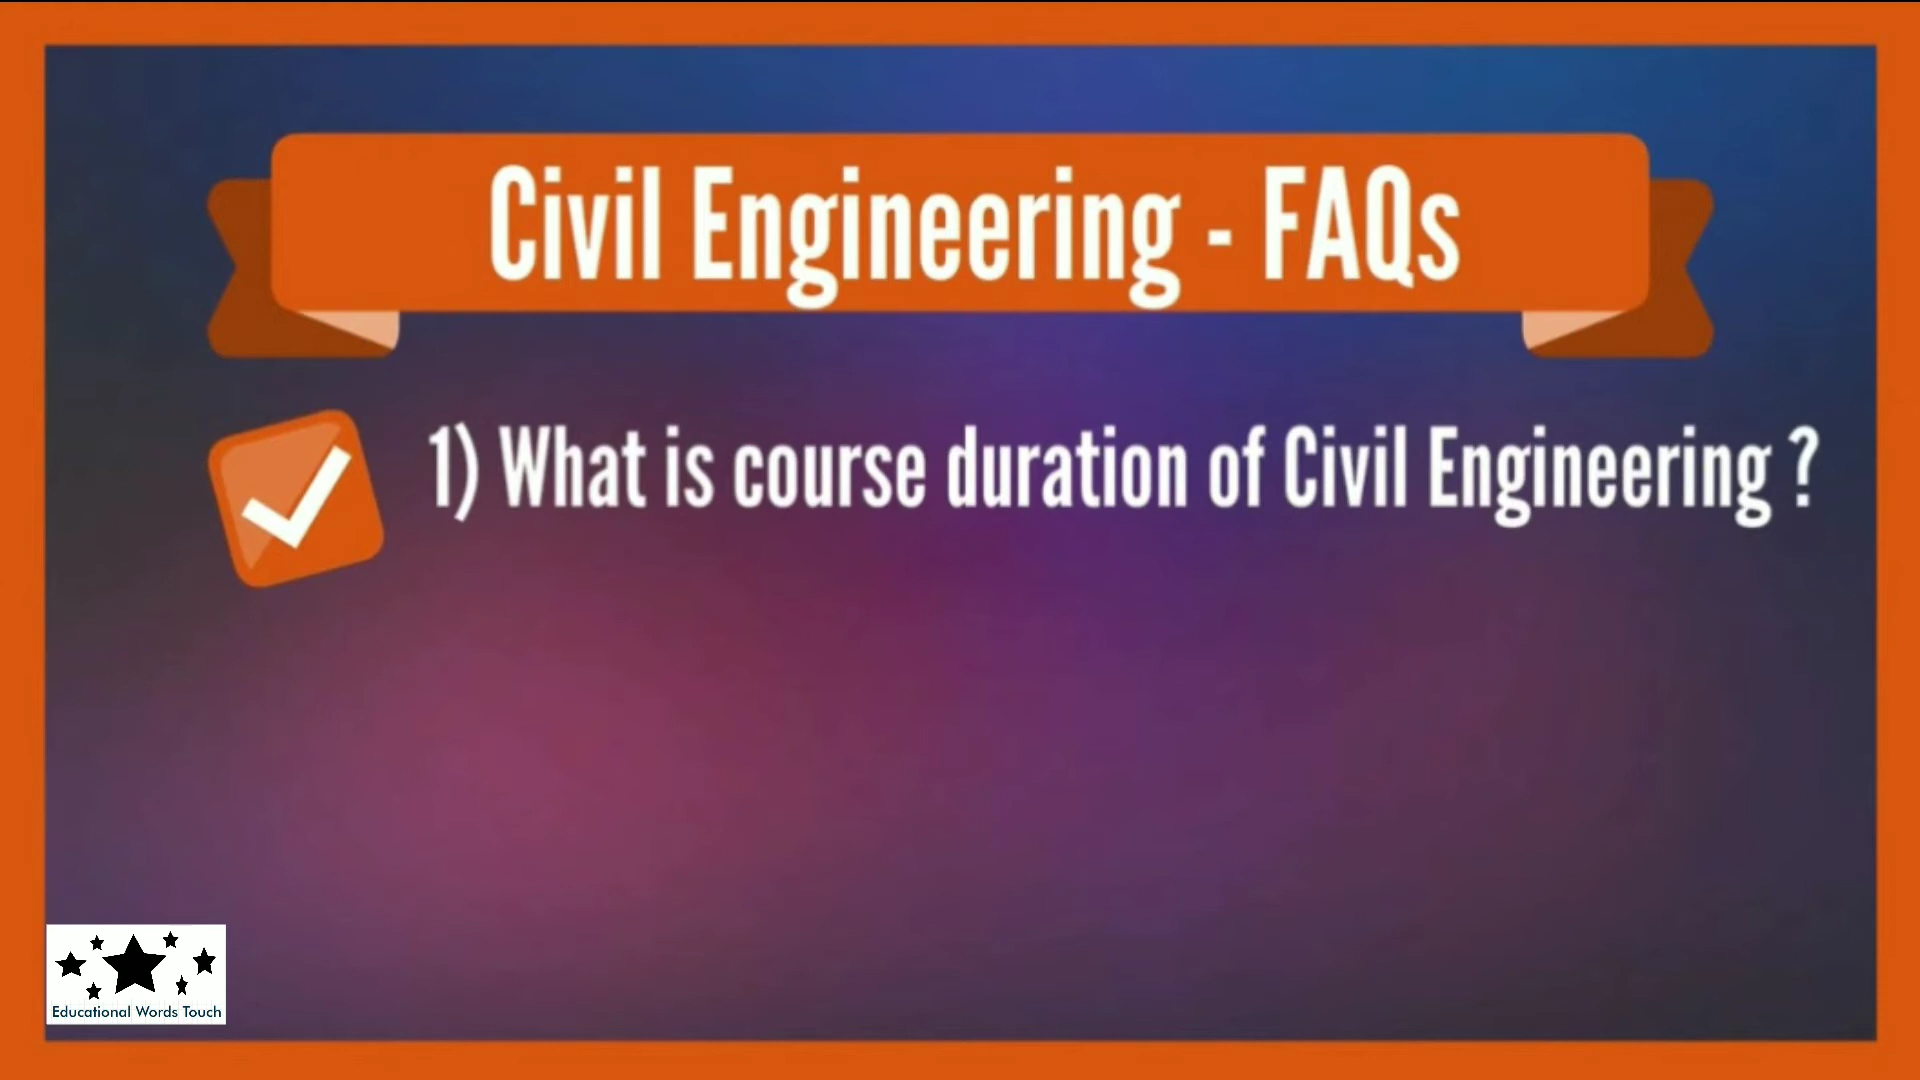 Civil Engineering - FAQs
1) What is course duration of Civil Engineering ?
Educational Words Touch